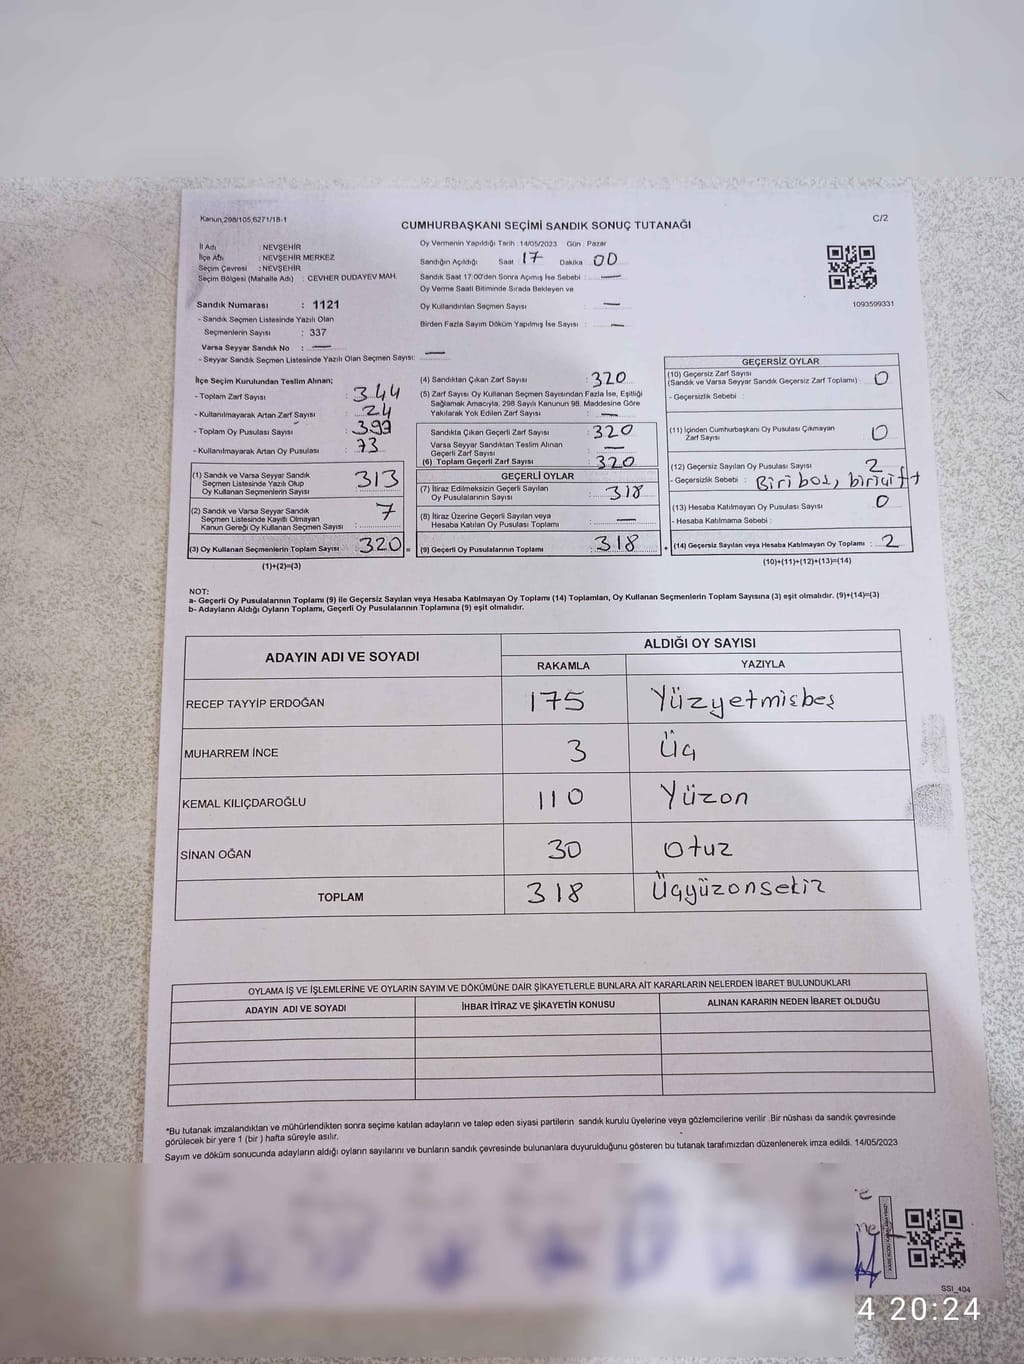 Kanun,298/105,6271/18-1
C/2
CUMHURBAŞKANI SEÇİMİ SANDIK SONUÇ TUTANAĞI
İl Adı : NEVŞEHİR
İlçe Adı : NEVŞEHİR MERKEZ
Seçim Çevresi : NEVŞEHİR
Seçim Bölgesi (Mahalle Adı) : CEVHER DUDAYEV MAH.
Sandık Numarası : 1121
- Sandık Seçmen Listesinde Yazılı Olan
Seçmenlerin Sayısı : 337
Varsa Seyyar Sandık No : —
- Seyyar Sandık Seçmen Listesinde Yazılı Olan Seçmen Sayısı: —
Oy Vermenin Yapıldığı Tarih : 14/05/2023 Gün : Pazar
Sandığın Açıldığı Saat 17 Dakika 00
Sandık Saat 17:00'den Sonra Açılmış İse Sebebi : —
Oy Verme Saati Bitiminde Sırada Bekleyen ve
Oy Kullandırılan Seçmen Sayısı : —
Birden Fazla Sayım Döküm Yapılmış İse Sayısı : —
1093599331
İlçe Seçim Kurulundan Teslim Alınan;
- Toplam Zarf Sayısı : 344
- Kullanılmayarak Artan Zarf Sayısı : 24
- Toplam Oy Pusulası Sayısı : 393
- Kullanılmayarak Artan Oy Pusulası : 73
(1) Sandık ve Varsa Seyyar Sandık
Seçmen Listesinde Yazılı Olup
Oy Kullanan Seçmenlerin Sayısı : 313
(2) Sandık ve Varsa Seyyar Sandık
Seçmen Listesinde Kayıtlı Olmayan
Kanun Gereği Oy Kullanan Seçmen Sayısı : 7
(3) Oy Kullanan Seçmenlerin Toplam Sayısı : 320 =
(1)+(2)=(3)
(4) Sandıktan Çıkan Zarf Sayısı : 320
(5) Zarf Sayısı Oy Kullanan Seçmen Sayısından Fazla İse, Eşitliği
Sağlamak Amacıyla; 298 Sayılı Kanunun 98. Maddesine Göre
Yakılarak Yok Edilen Zarf Sayısı : —
Sandıkta Çıkan Geçerli Zarf Sayısı : 320
Varsa Seyyar Sandıktan Teslim Alınan
Geçerli Zarf Sayısı : —
(6) Toplam Geçerli Zarf Sayısı : 320
GEÇERLİ OYLAR
(7) İtiraz Edilmeksizin Geçerli Sayılan
Oy Pusulalarının Sayısı : 318
(8) İtiraz Üzerine Geçerli Sayılan veya
Hesaba Katılan Oy Pusulası Toplamı : —
(9) Geçerli Oy Pusulalarının Toplamı : 318 +
GEÇERSİZ OYLAR
(10) Geçersiz Zarf Sayısı
(Sandık ve Varsa Seyyar Sandık Geçersiz Zarf Toplamı) : 0
- Geçersizlik Sebebi :
(11) İçinden Cumhurbaşkanı Oy Pusulası Çıkmayan
Zarf Sayısı : 0
(12) Geçersiz Sayılan Oy Pusulası Sayısı : 2
- Geçersizlik Sebebi : Biri boş, biri çift
(13) Hesaba Katılmayan Oy Pusulası Sayısı : 0
- Hesaba Katılmama Sebebi :
(14) Geçersiz Sayılan veya Hesaba Katılmayan Oy Toplamı : 2
(10)+(11)+(12)+(13)=(14)
NOT:
a- Geçerli Oy Pusulalarının Toplamı (9) ile Geçersiz Sayılan veya Hesaba Katılmayan Oy Toplamı (14) Toplamları, Oy Kullanan Seçmenlerin Toplam Sayısına (3) eşit olmalıdır. (9)+(14)=(3)
b- Adayların Aldığı Oyların Toplamı, Geçerli Oy Pusulalarının Toplamına (9) eşit olmalıdır.
ADAYIN ADI VE SOYADI
ALDIĞI OY SAYISI
RAKAMLA YAZIYLA
RECEP TAYYİP ERDOĞAN 175 Yüzyetmişbeş
MUHARREM İNCE 3 Üç
KEMAL KILIÇDAROĞLU 110 Yüzon
SİNAN OĞAN 30 Otuz
TOPLAM 318 Üçyüzonsekiz
OYLAMA İŞ VE İŞLEMLERİNE VE OYLARIN SAYIM VE DÖKÜMÜNE DAİR ŞİKAYETLERLE BUNLARA AİT KARARLARIN NELERDEN İBARET BULUNDUKLARI
ADAYIN ADI VE SOYADI İHBAR İTİRAZ VE ŞİKAYETİN KONUSU ALINAN KARARIN NEDEN İBARET OLDUĞU
*Bu tutanak imzalandıktan ve mühürlendikten sonra seçime katılan adayların ve talep eden siyasi partilerin sandık kurulu üyelerine veya gözlemcilerine verilir .Bir nüshası da sandık çevresinde
görülecek bir yere 1 (bir ) hafta süreyle asılır.
Sayım ve döküm sonucunda adayların aldığı oyların sayılarını ve bunların sandık çevresinde bulunanlara duyurulduğunu gösteren bu tutanak tarafımızdan düzenlenerek imza edildi. 14/05/2023
SSI_404
4 20:24